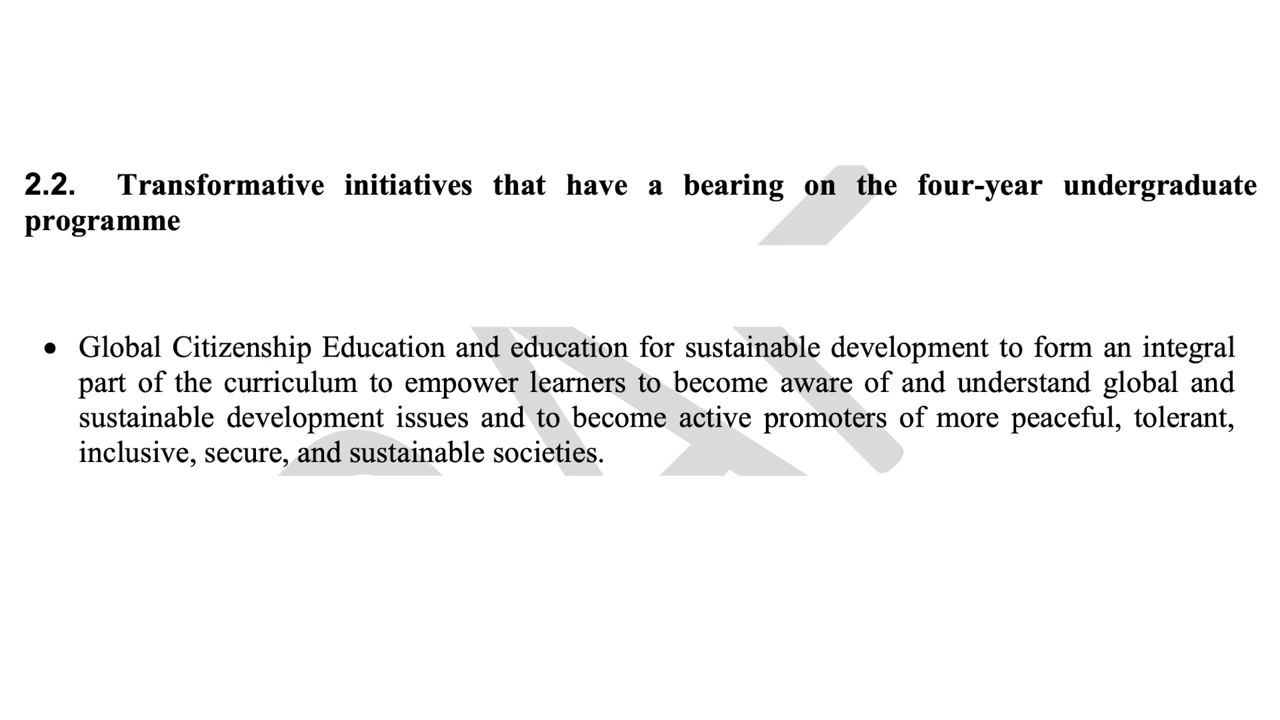 2.2. Transformative initiatives that have a bearing on the four-year undergraduate
programme
• Global Citizenship Education and education for sustainable development to form an integral
part of the curriculum to empower learners to become aware of and understand global and
sustainable development issues and to become active promoters of more peaceful, tolerant,
inclusive, secure, and sustainable societies.